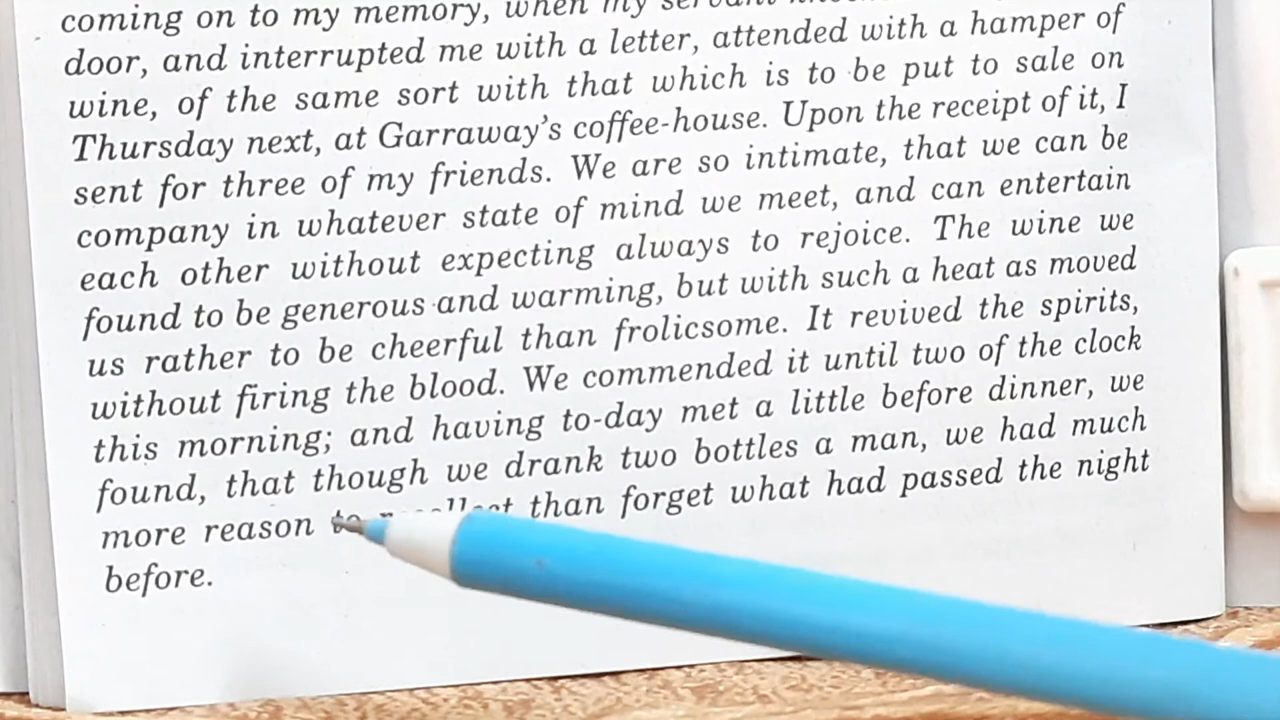 coming on to my memory, when my
door, and interrupted me with a letter, attended with a hamper of
wine, of the same sort with that which is to be put to sale on
Thursday next, at Garraway's coffee-house. Upon the receipt of it, I
sent for three of my friends. We are so intimate, that we can be
company in whatever state of mind we meet, and can entertain
each other without expecting always to rejoice. The wine we
found to be generous and warming, but with such a heat as moved
us rather to be cheerful than frolicsome. It revived the spirits,
without firing the blood. We commended it until two of the clock
this morning; and having to-day met a little before dinner, we
found, that though we drank two bottles a man, we had much
more reason to than forget what had passed the night
before.